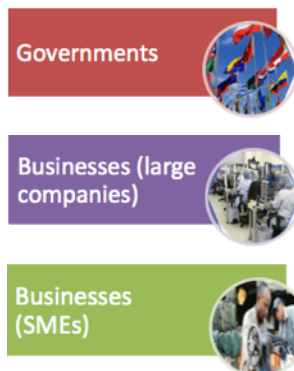 Governments
Businesses (large
companies)
Businesses
(SMEs)